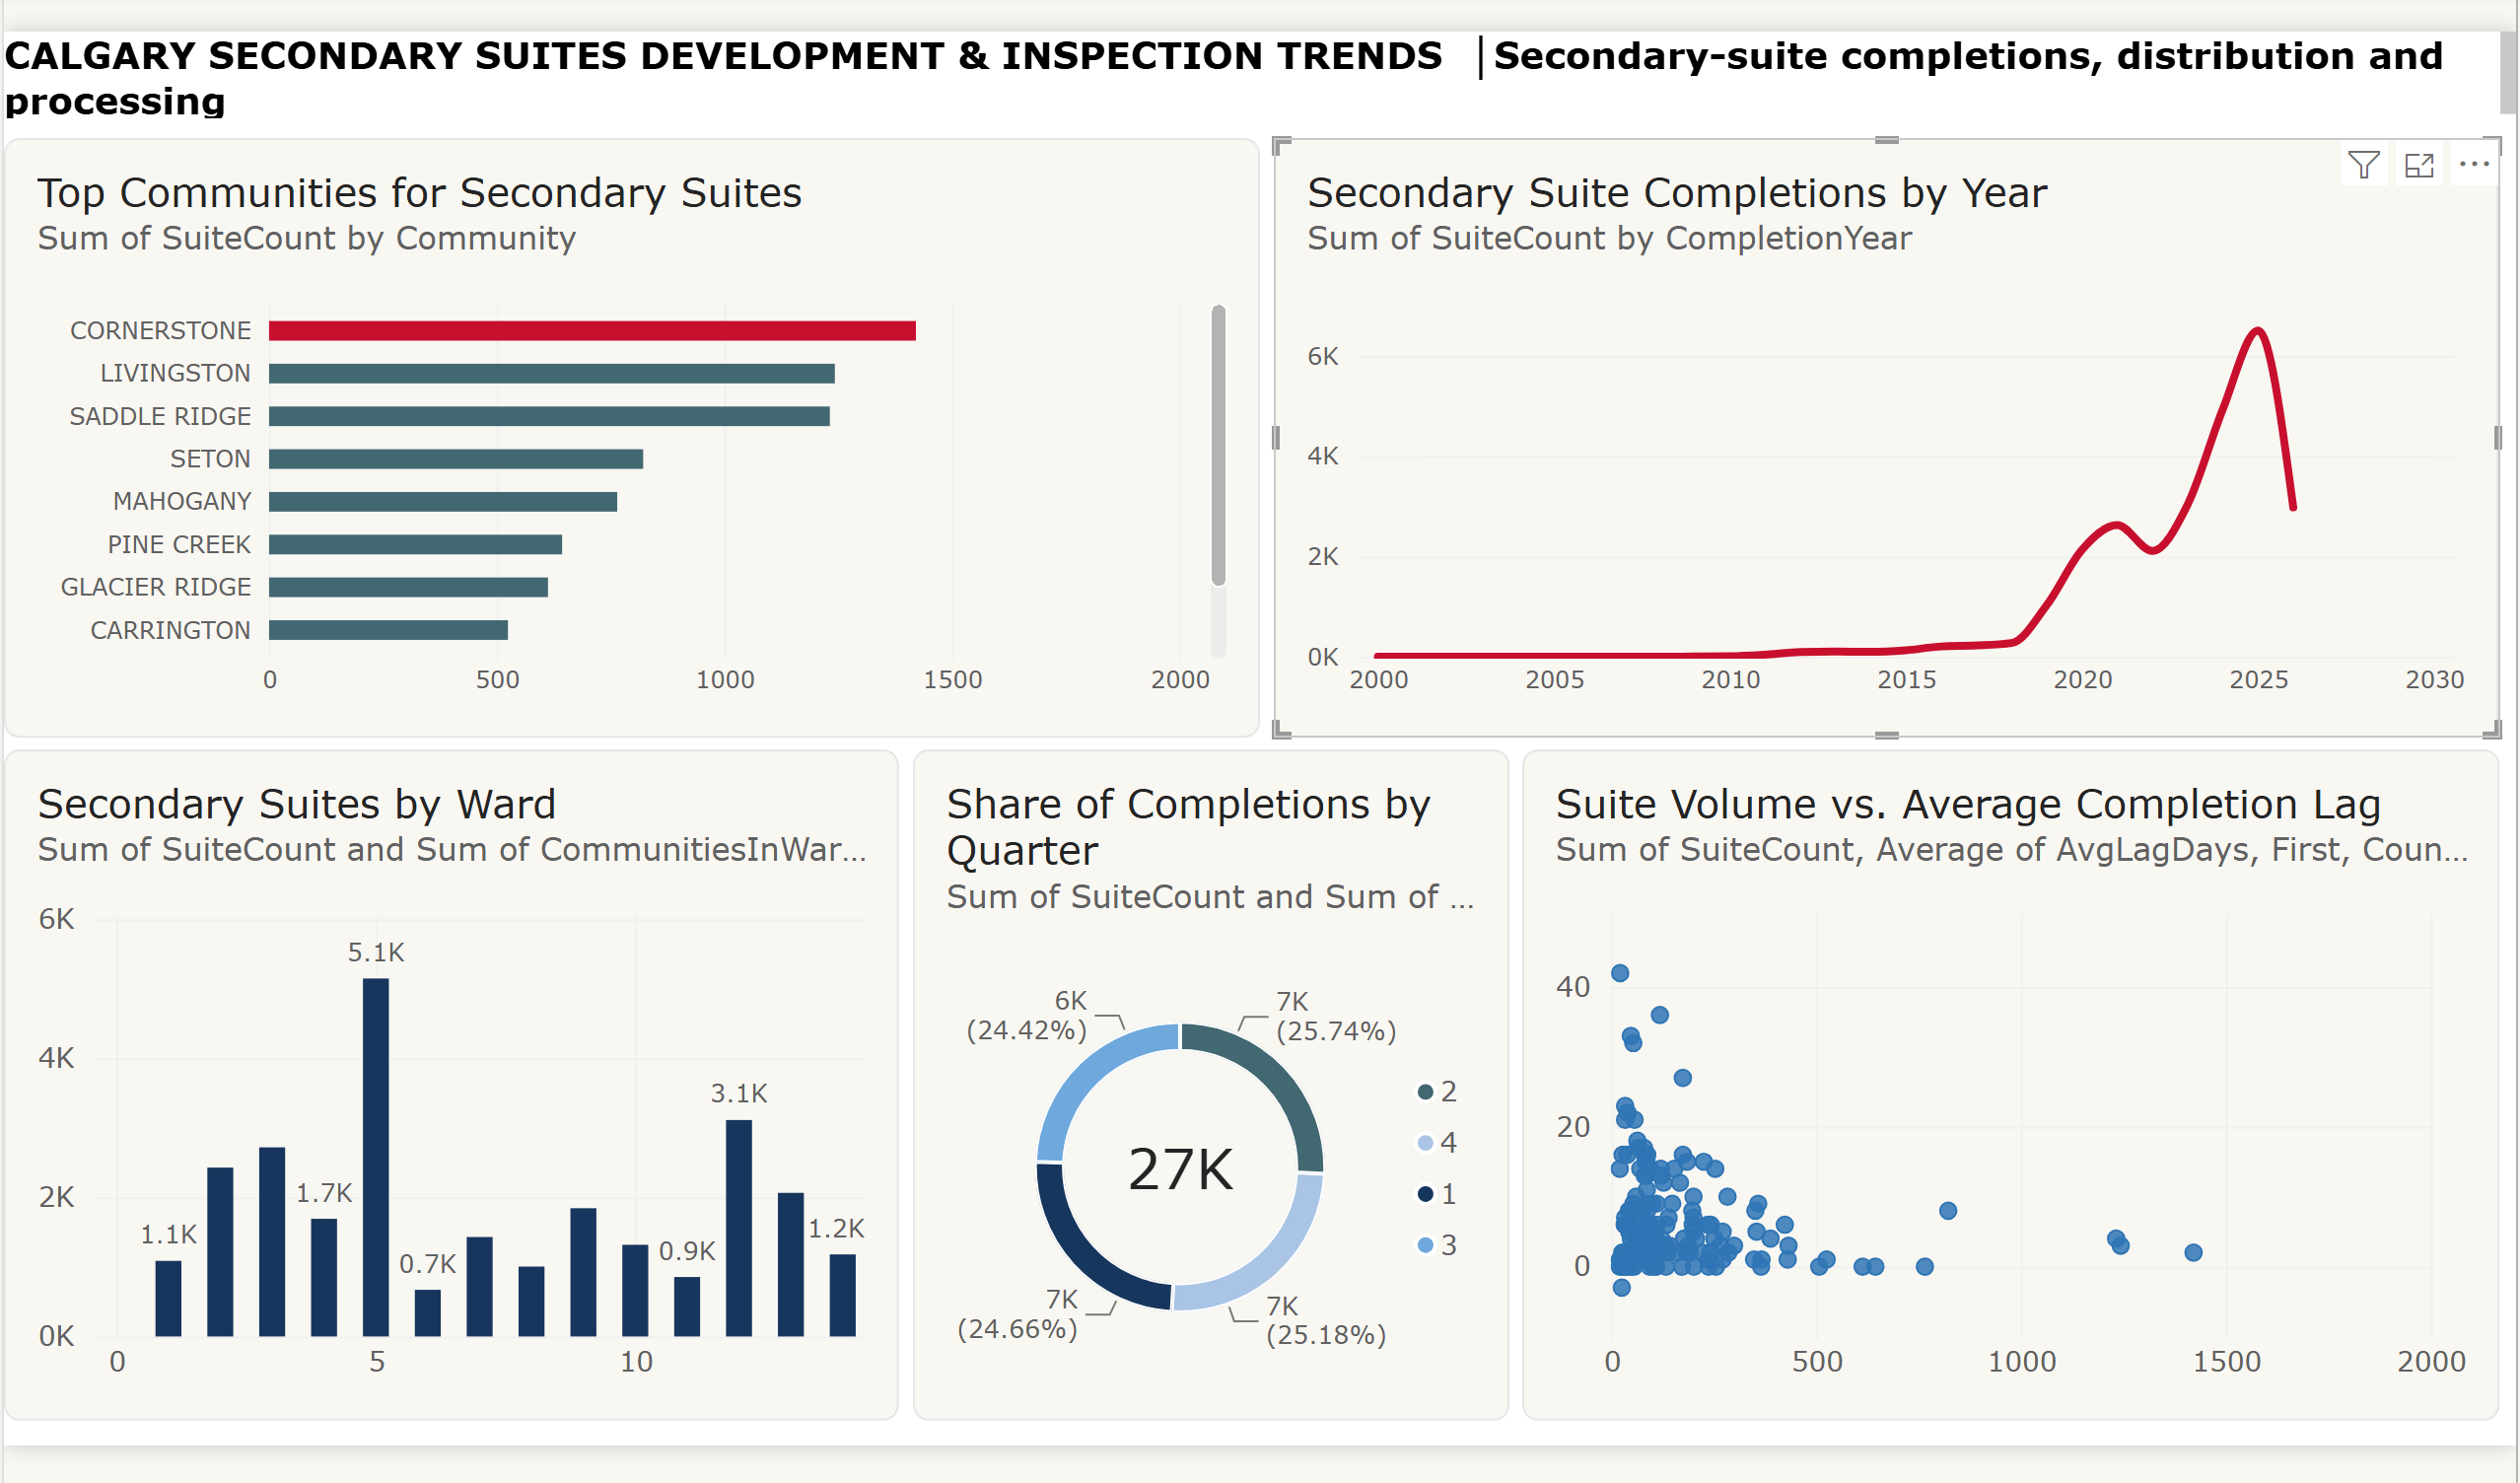 CALGARY SECONDARY SUITES DEVELOPMENT & INSPECTION TRENDS | Secondary-suite completions, distribution and
processing
Top Communities for Secondary Suites
Sum of SuiteCount by Community
CORNERSTONE
LIVINGSTON
SADDLE RIDGE
SETON
MAHOGANY
PINE CREEK
GLACIER RIDGE
CARRINGTON
0 500 1000 1500 2000
Secondary Suite Completions by Year
Sum of SuiteCount by CompletionYear
6K
4K
2K
0K
2000 2005 2010 2015 2020 2025 2030
Secondary Suites by Ward
Sum of SuiteCount and Sum of CommunitiesInWar...
6K
4K
2K
0K
1.1K
1.7K
5.1K
0.7K
0.9K
3.1K
1.2K
0 5 10
Share of Completions by
Quarter
Sum of SuiteCount and Sum of ...
6K
(24.42%)
7K
(25.74%)
27K
7K
(24.66%)
7K
(25.18%)
2
4
1
3
Suite Volume vs. Average Completion Lag
Sum of SuiteCount, Average of AvgLagDays, First, Coun...
40
20
0
0 500 1000 1500 2000